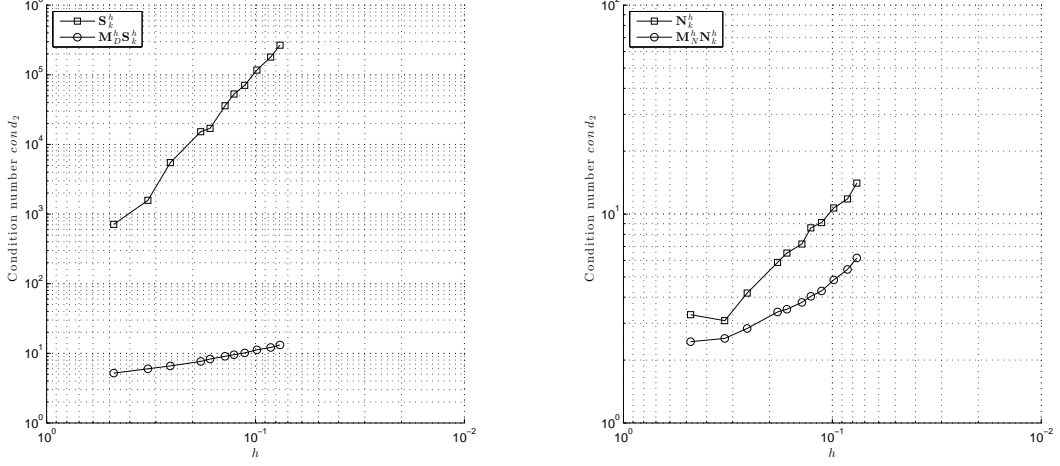 S_k^h
M_D^h S_k^h
10^6
10^5
10^4
10^3
10^2
10^1
10^0
Condition number cond_2
10^0
10^-1
10^-2
h
N_k^h
M_N^h N_k^h
10^2
10^1
10^0
Condition number cond_2
10^0
10^-1
10^-2
h